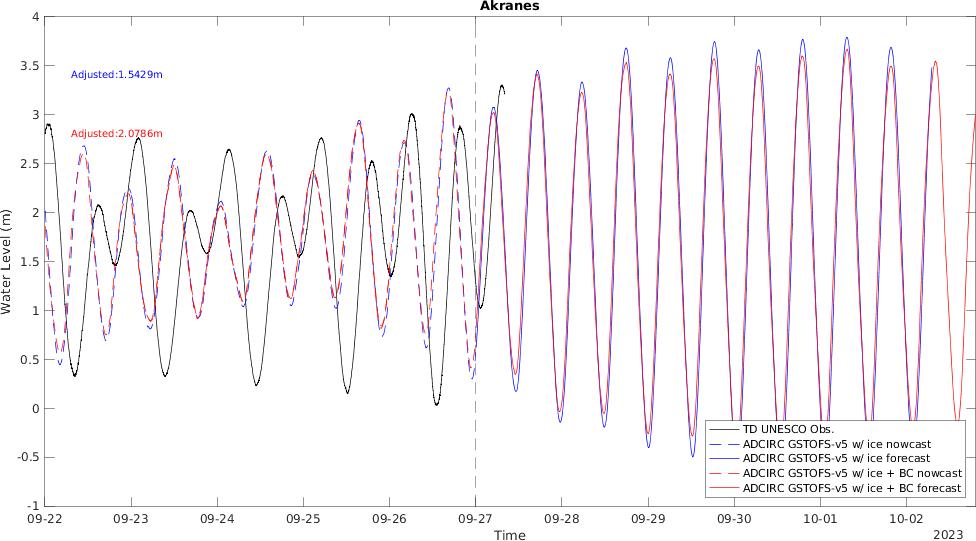 Akranes
4
3.5
3
2.5
2
1.5
1
0.5
0
-0.5
-1
Water Level (m)
Adjusted:1.5429m
Adjusted:2.0786m
TD UNESCO Obs.
ADCIRC GSTOFS-v5 w/ ice nowcast
ADCIRC GSTOFS-v5 w/ ice forecast
ADCIRC GSTOFS-v5 w/ ice + BC nowcast
ADCIRC GSTOFS-v5 w/ ice + BC forecast
09-22 09-23 09-24 09-25 09-26 09-27 09-28 09-29 09-30 10-01 10-02
Time
2023